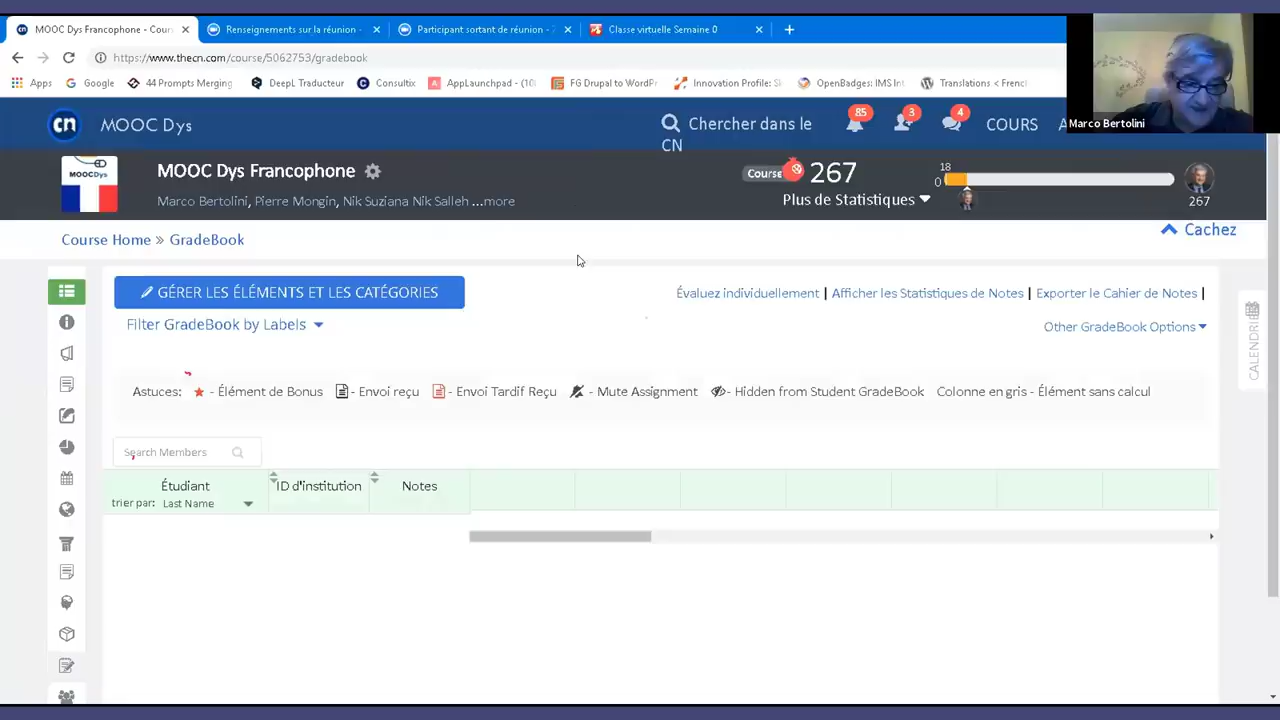 MOOC Dys Francophone - Cour
Renseignements sur la réunion -
Participant sortant de réunion -
Classe virtuelle Semaine 0
https://www.thecn.com/course/5062753/gradebook
Apps
Google
44 Prompts Merging
DeepL Traducteur
Consultix
AppLaunchpad - (10
FG Drupal to WordPr
Innovation Profile: S
OpenBadges: IMS Int
Translations < Frenc
Marco Bertolini
cn
MOOC Dys
Chercher dans le CN
85
3
4
COURS
A
MOOCDYS
MOOC Dys Francophone
Marco Bertolini, Pierre Mongin, Nik Suziana Nik Salleh ...more
Course
267
Plus de Statistiques
18
0
267
Course Home » GradeBook
Cachez
GÉRER LES ÉLÉMENTS ET LES CATÉGORIES
Évaluez individuellement | Afficher les Statistiques de Notes | Exporter le Cahier de Notes |
Filter GradeBook by Labels
Other GradeBook Options
CALENDRIE
Astuces: - Élément de Bonus - Envoi reçu - Envoi Tardif Reçu - Mute Assignment - Hidden from Student GradeBook Colonne en gris - Élément sans calcul
Search Members
Étudiant
trier par: Last Name
ID d'institution
Notes